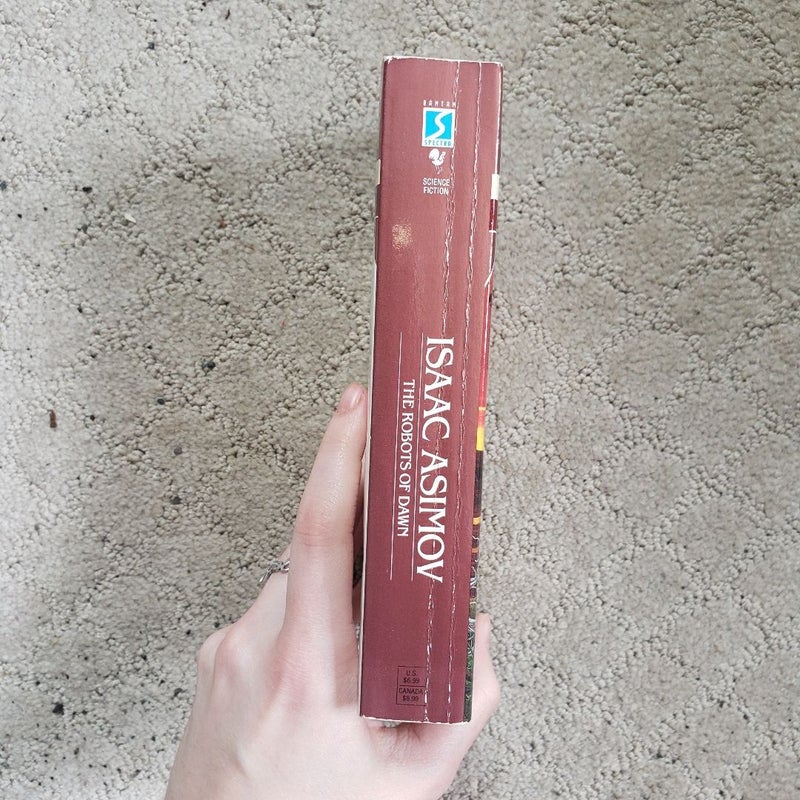 BANTAM
SPECTRA
SCIENCE
FICTION
ISAAC ASIMOV
THE ROBOTS OF DAWN
U.S.
$6.99
CANADA
$8.99